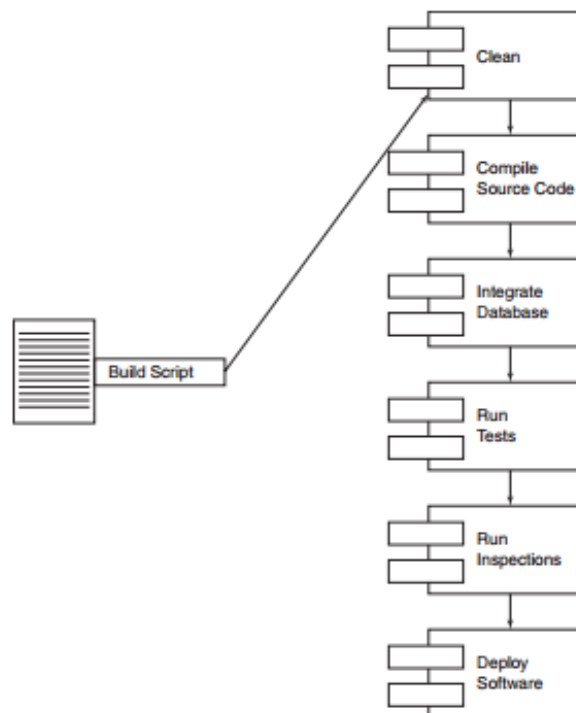 Clean
Compile
Source Code
Integrate
Database
Build Script
Run
Tests
Run
Inspections
Deploy
Software